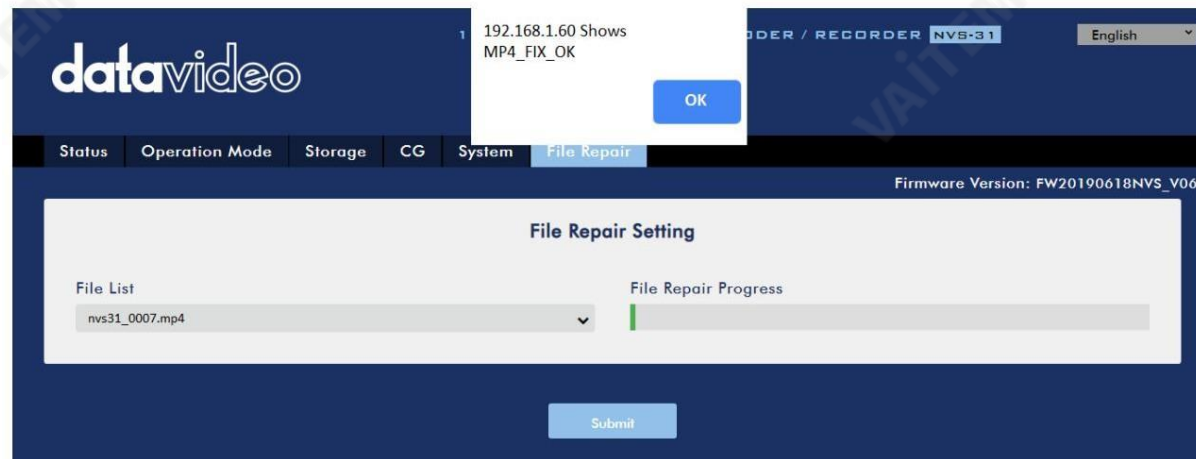 192.168.1.60 Shows
MP4_FIX_OK
OK
1
DER / RECORDER NVS-31
English
datavideo
Status Operation Mode Storage CG System File Repair
Firmware Version: FW20190618NVS_V06
File Repair Setting
File List
File Repair Progress
nvs31_0007.mp4
Submit